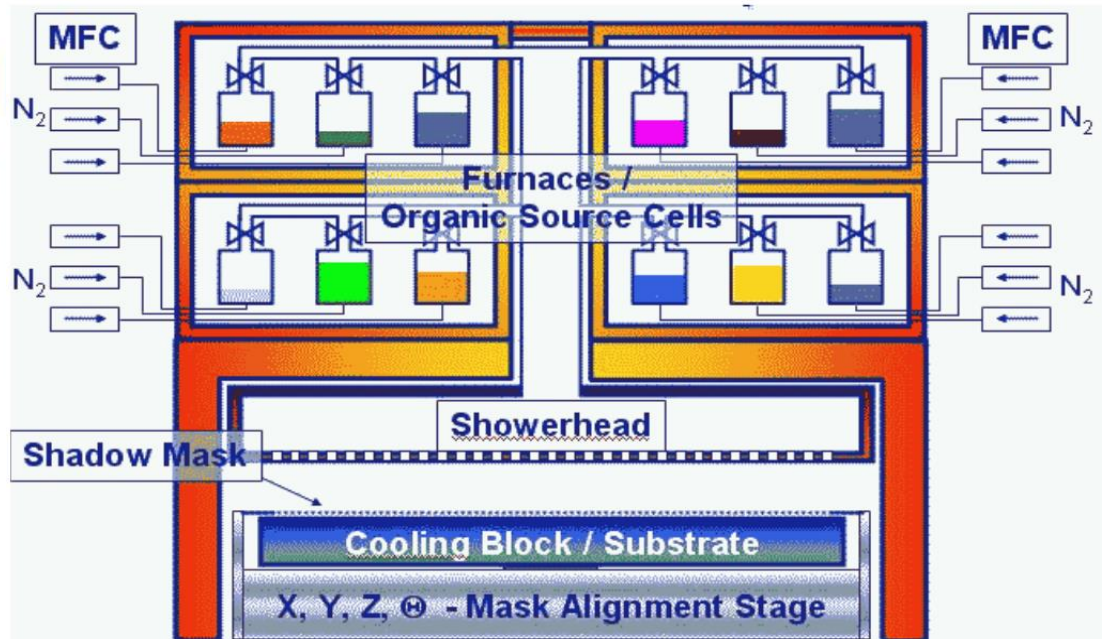 MFC
MFC
N₂
N₂
Furnaces /
Organic Source Cells
N₂
N₂
Showerhead
Shadow Mask
Cooling Block / Substrate
X, Y, Z, Θ - Mask Alignment Stage